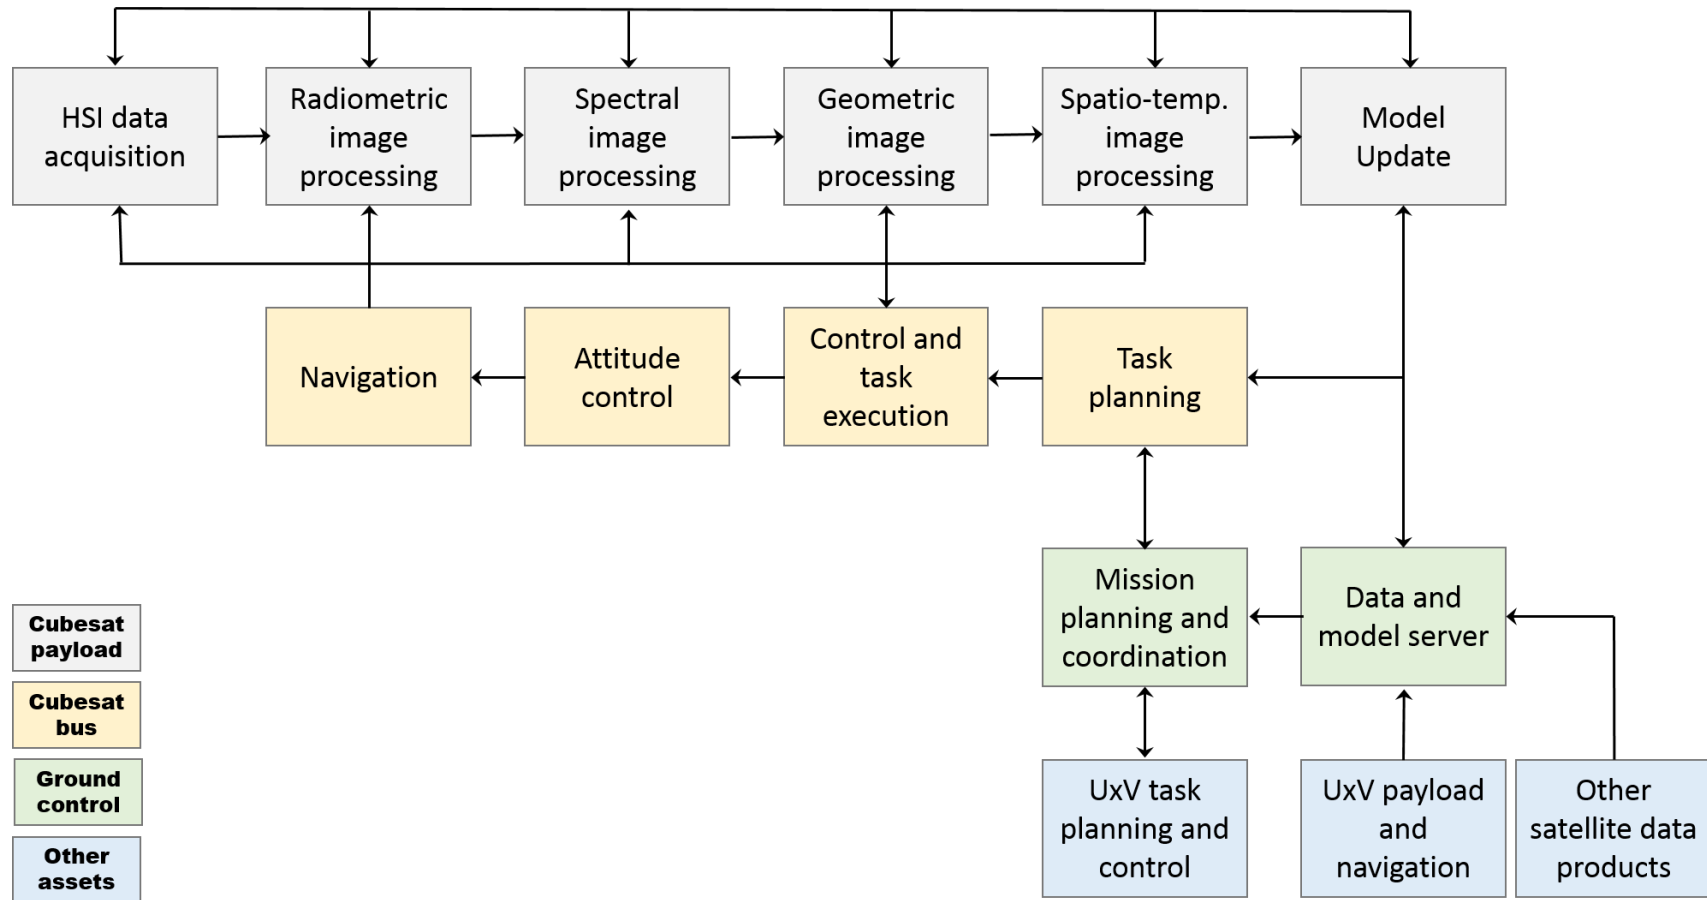 HSI data
acquisition
Radiometric
image
processing
Spectral
image
processing
Geometric
image
processing
Spatio-temp.
image
processing
Model
Update
Navigation
Attitude
control
Control and
task
execution
Task
planning
Mission
planning and
coordination
Data and
model server
Cubesat
payload
Cubesat
bus
Ground
control
Other
assets
UxV task
planning and
control
UxV payload
and
navigation
Other
satellite data
products